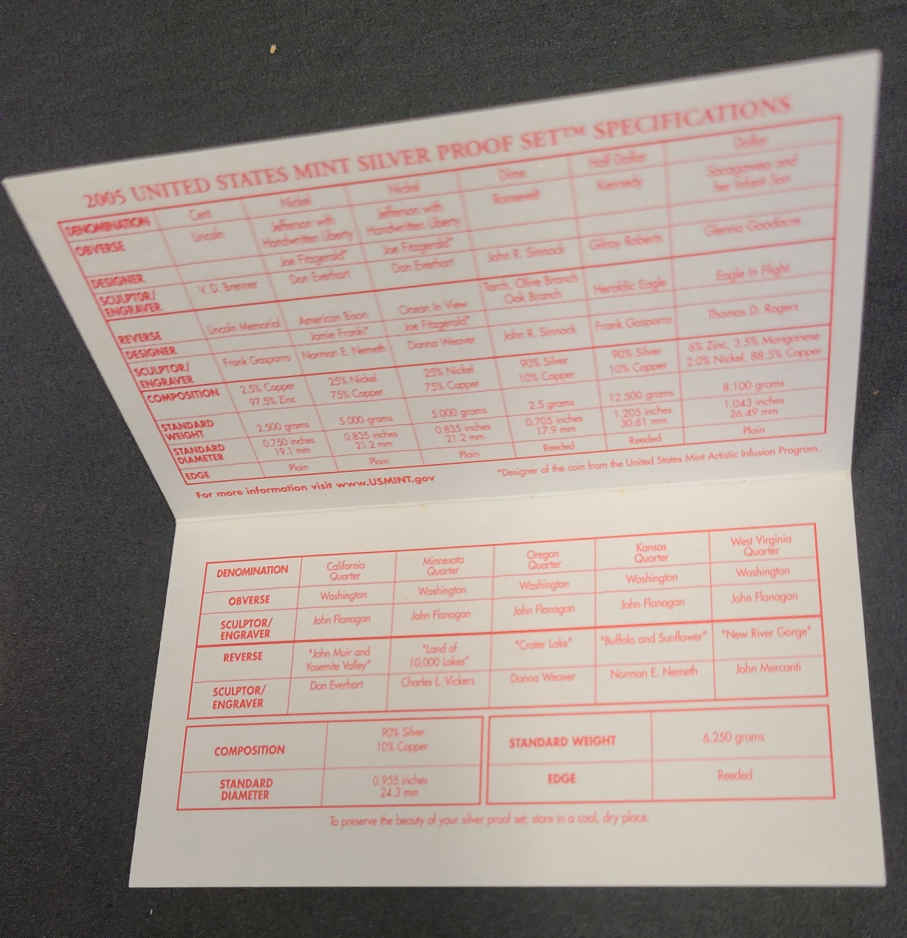 2005 UNITED STATES MINT SILVER PROOF SET™ SPECIFICATIONS
DENOMINATION Cent Nickel Nickel Dime Half Dollar Dollar
OBVERSE Lincoln Jefferson with Jefferson with Roosevelt Kennedy Sacagawea and
Handwritten Liberty Handwritten Liberty her Infant Son
DESIGNER Joe Fitzgerald* Joe Fitzgerald*
SCULPTOR/ V. D. Brenner Don Everhart Don Everhart John R. Sinnock Gilroy Roberts Glenna Goodacre
ENGRAVER
REVERSE Lincoln Memorial American Bison Ocean In View Torch, Olive Branch Heraldic Eagle Eagle In Flight
Oak Branch
DESIGNER Jamie Franki* Joe Fitzgerald*
SCULPTOR/ Frank Gasparro Norman E. Nemeth Donna Weaver John R. Sinnock Frank Gasparro Thomas D. Rogers
ENGRAVER
COMPOSITION 2.5% Copper 25% Nickel 25% Nickel 90% Silver 90% Silver 6% Zinc, 3.5% Manganese
97.5% Zinc 75% Copper 75% Copper 10% Copper 10% Copper 2.0% Nickel, 88.5% Copper
STANDARD 2.500 grams 5.000 grams 5.000 grams 2.5 grams 12.500 grams 8.100 grams
WEIGHT
STANDARD 0.750 inches 0.835 inches 0.835 inches 0.705 inches 1.205 inches 1.043 inches
DIAMETER 19.1 mm 21.2 mm 21.2 mm 17.9 mm 30.61 mm 26.49 mm
EDGE Plain Plain Plain Reeded Reeded Plain
For more information visit www.USMINT.gov *Designer of the coin from the United States Mint Artistic Infusion Program.
DENOMINATION California Minnesota Oregon Kansas West Virginia
Quarter Quarter Quarter Quarter Quarter
OBVERSE Washington Washington Washington Washington Washington
SCULPTOR/ John Flanagan John Flanagan John Flanagan John Flanagan John Flanagan
ENGRAVER
REVERSE "John Muir and "Land of "Crater Lake" "Buffalo and Sunflower" "New River Gorge"
Yosemite Valley" 10,000 Lakes"
SCULPTOR/ Don Everhart Charles L. Vickers Donna Weaver Norman E. Nemeth John Mercanti
ENGRAVER
COMPOSITION 90% Silver STANDARD WEIGHT 6.250 grams
10% Copper
STANDARD 0.955 inches EDGE Reeded
DIAMETER 24.3 mm
To preserve the beauty of your silver proof set, store in a cool, dry place.